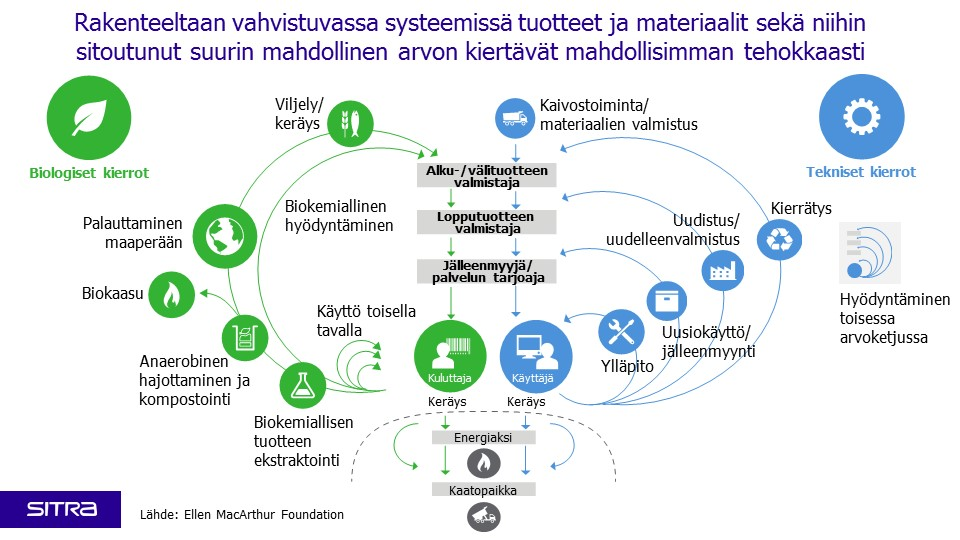 Rakenteeltaan vahvistuvassa systeemissä tuotteet ja materiaalit sekä niihin
sitoutunut suurin mahdollinen arvon kiertävät mahdollisimman tehokkaasti
Biologiset kierrot
Viljely/
keräys
Kaivostoiminta/
materiaalien valmistus
Tekniset kierrot
Alku-/välituotteen
valmistaja
Lopputuotteen
valmistaja
Jälleenmyyjä/
palvelun tarjoaja
Palauttaminen
maaperään
Biokemiallinen
hyödyntäminen
Biokaasu
Käyttö toisella
tavalla
Anaerobinen
hajottaminen ja
kompostointi
Biokemiallisen
tuotteen
ekstraktointi
Kuluttaja
Käyttäjä
Keräys
Keräys
Ylläpito
Uusiokäyttö/
jälleenmyynti
Uudistus/
uudelleenvalmistus
Kierrätys
Hyödyntäminen
toisessa
arvoketjussa
Energiaksi
Kaatopaikka
SITRA
Lähde: Ellen MacArthur Foundation